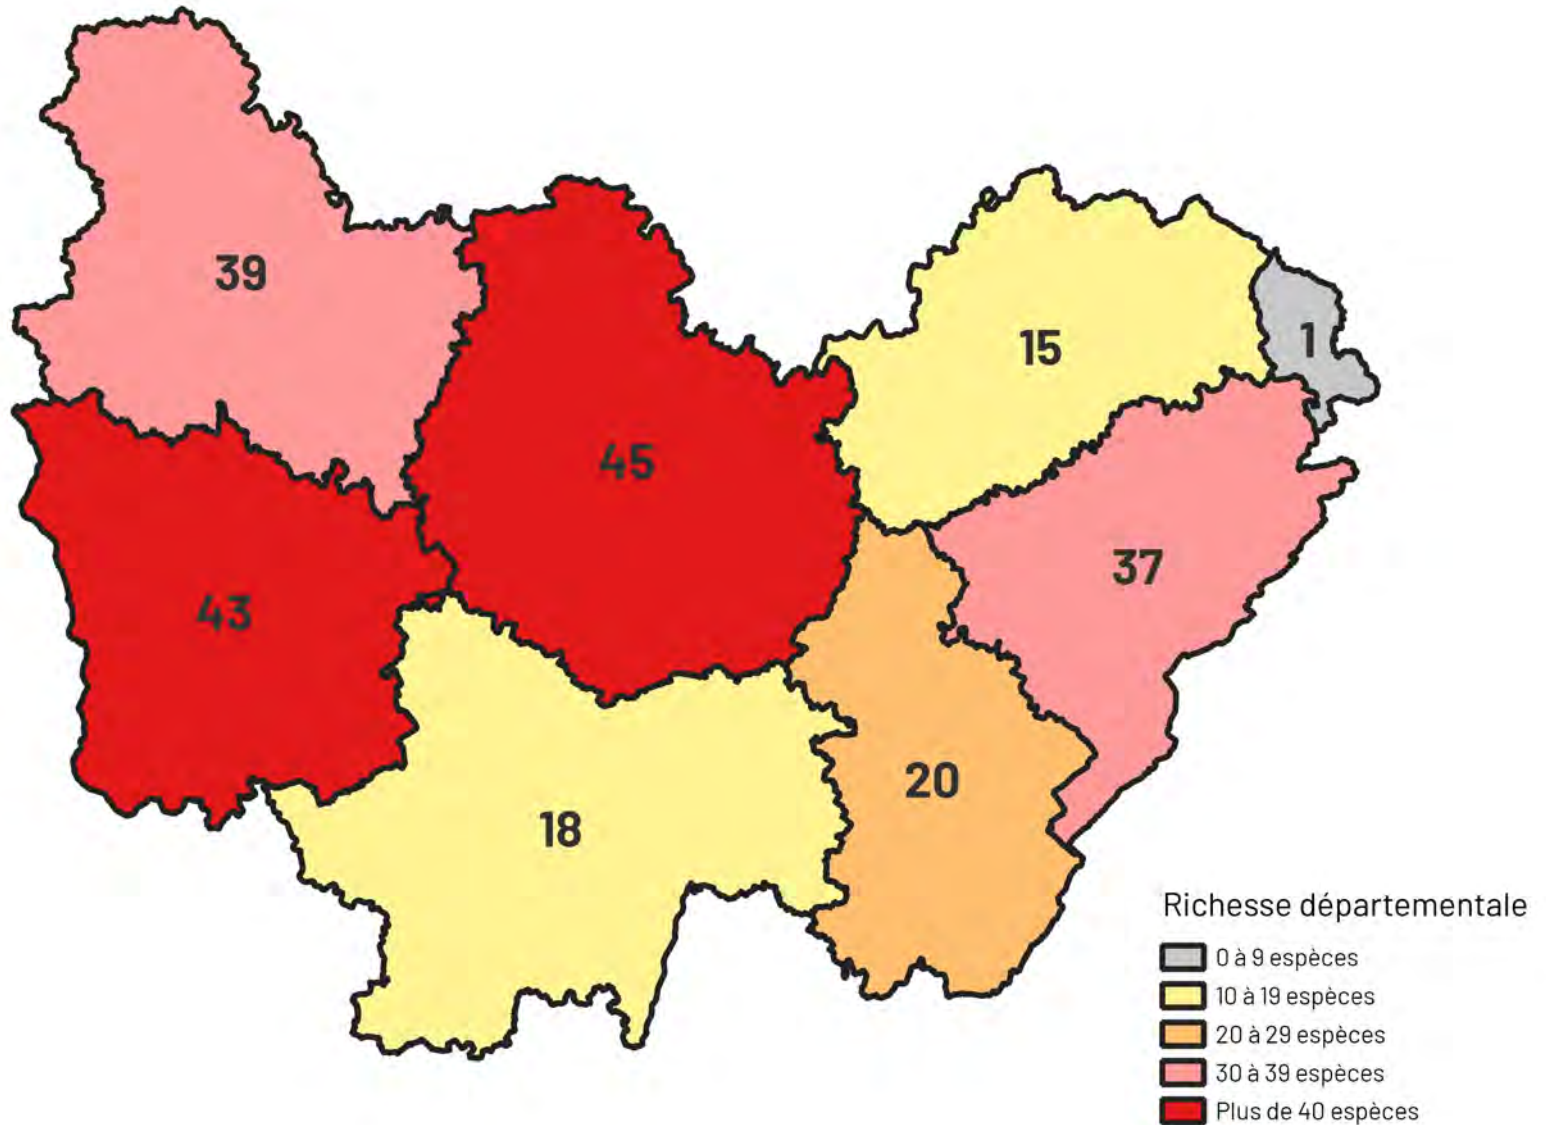 39
15
1
45
37
43
20
18
Richesse départementale
0 à 9 espèces
10 à 19 espèces
20 à 29 espèces
30 à 39 espèces
Plus de 40 espèces